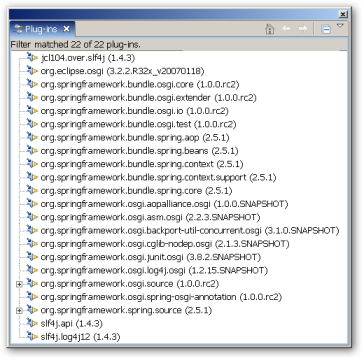 Plug-ins
Filter matched 22 of 22 plug-ins.
jcl104.over.slf4j (1.4.3)
org.eclipse.osgi (3.2.2.R32x_v20070118)
org.springframework.bundle.osgi.core (1.0.0.rc2)
org.springframework.bundle.osgi.extender (1.0.0.rc2)
org.springframework.bundle.osgi.io (1.0.0.rc2)
org.springframework.bundle.osgi.test (1.0.0.rc2)
org.springframework.bundle.spring.aop (2.5.1)
org.springframework.bundle.spring.beans (2.5.1)
org.springframework.bundle.spring.context (2.5.1)
org.springframework.bundle.spring.context.support (2.5.1)
org.springframework.bundle.spring.core (2.5.1)
org.springframework.osgi.aopalliance.osgi (1.0.0.SNAPSHOT)
org.springframework.osgi.asm.osgi (2.2.3.SNAPSHOT)
org.springframework.osgi.backport-util-concurrent.osgi (3.1.0.SNAPSHOT)
org.springframework.osgi.cglib-nodep.osgi (2.1.3.SNAPSHOT)
org.springframework.osgi.junit.osgi (3.8.2.SNAPSHOT)
org.springframework.osgi.log4j.osgi (1.2.15.SNAPSHOT)
org.springframework.osgi.source (1.0.0.rc2)
org.springframework.osgi.spring-osgi-annotation (1.0.0.rc2)
org.springframework.spring.source (2.5.1)
slf4j.api (1.4.3)
slf4j.log4j12 (1.4.3)